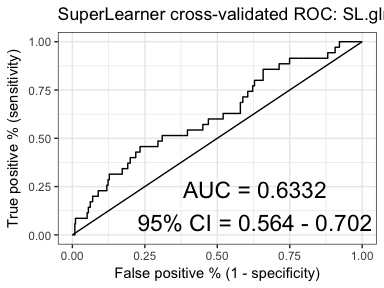 SuperLearner cross-validated ROC: SL.gl
True positive % (sensitivity)
1.00
0.75
0.50
0.25
0.00
AUC = 0.6332
95% CI = 0.564 - 0.702
0.00 0.25 0.50 0.75 1.00
False positive % (1 - specificity)